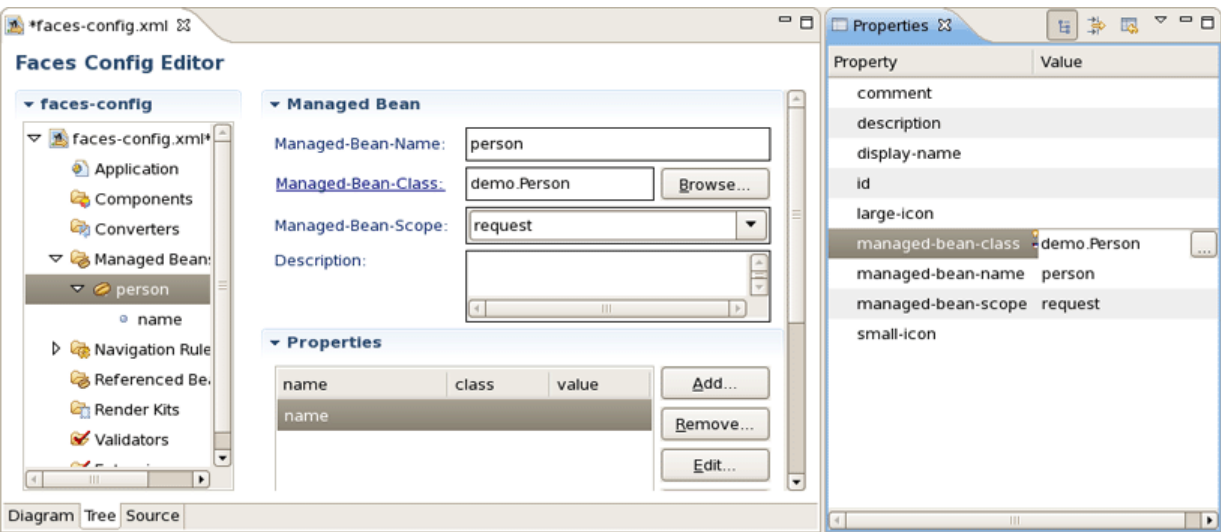 *faces-config.xml
Faces Config Editor
faces-config
faces-config.xml*
Application
Components
Converters
Managed Beans
person
name
Navigation Rule
Referenced Be
Render Kits
Validators
Managed Bean
Managed-Bean-Name: person
Managed-Bean-Class: demo.Person Browse...
Managed-Bean-Scope: request
Description:
Properties
name class value
name
Add...
Remove...
Edit...
Diagram Tree Source
Properties
Property Value
comment
description
display-name
id
large-icon
managed-bean-class demo.Person ...
managed-bean-name person
managed-bean-scope request
small-icon